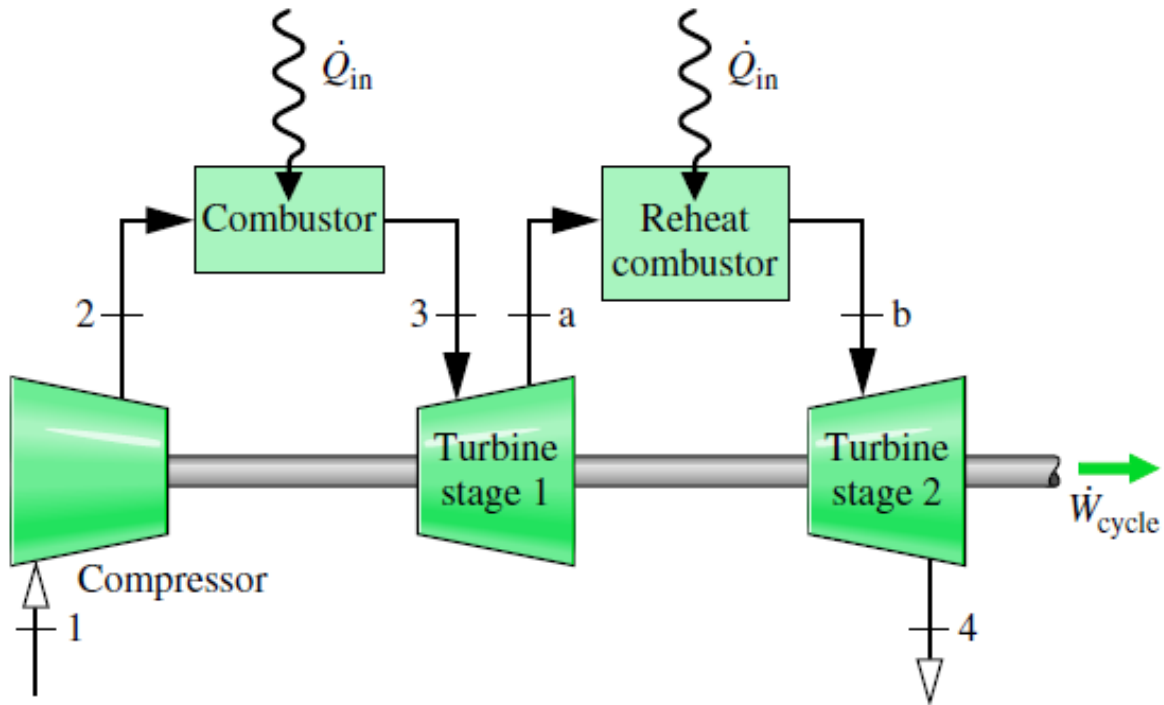 Q̇in
Q̇in
Combustor
Reheat
combustor
2
3
a
b
Turbine
stage 1
Turbine
stage 2
Ẇcycle
Compressor
1
4